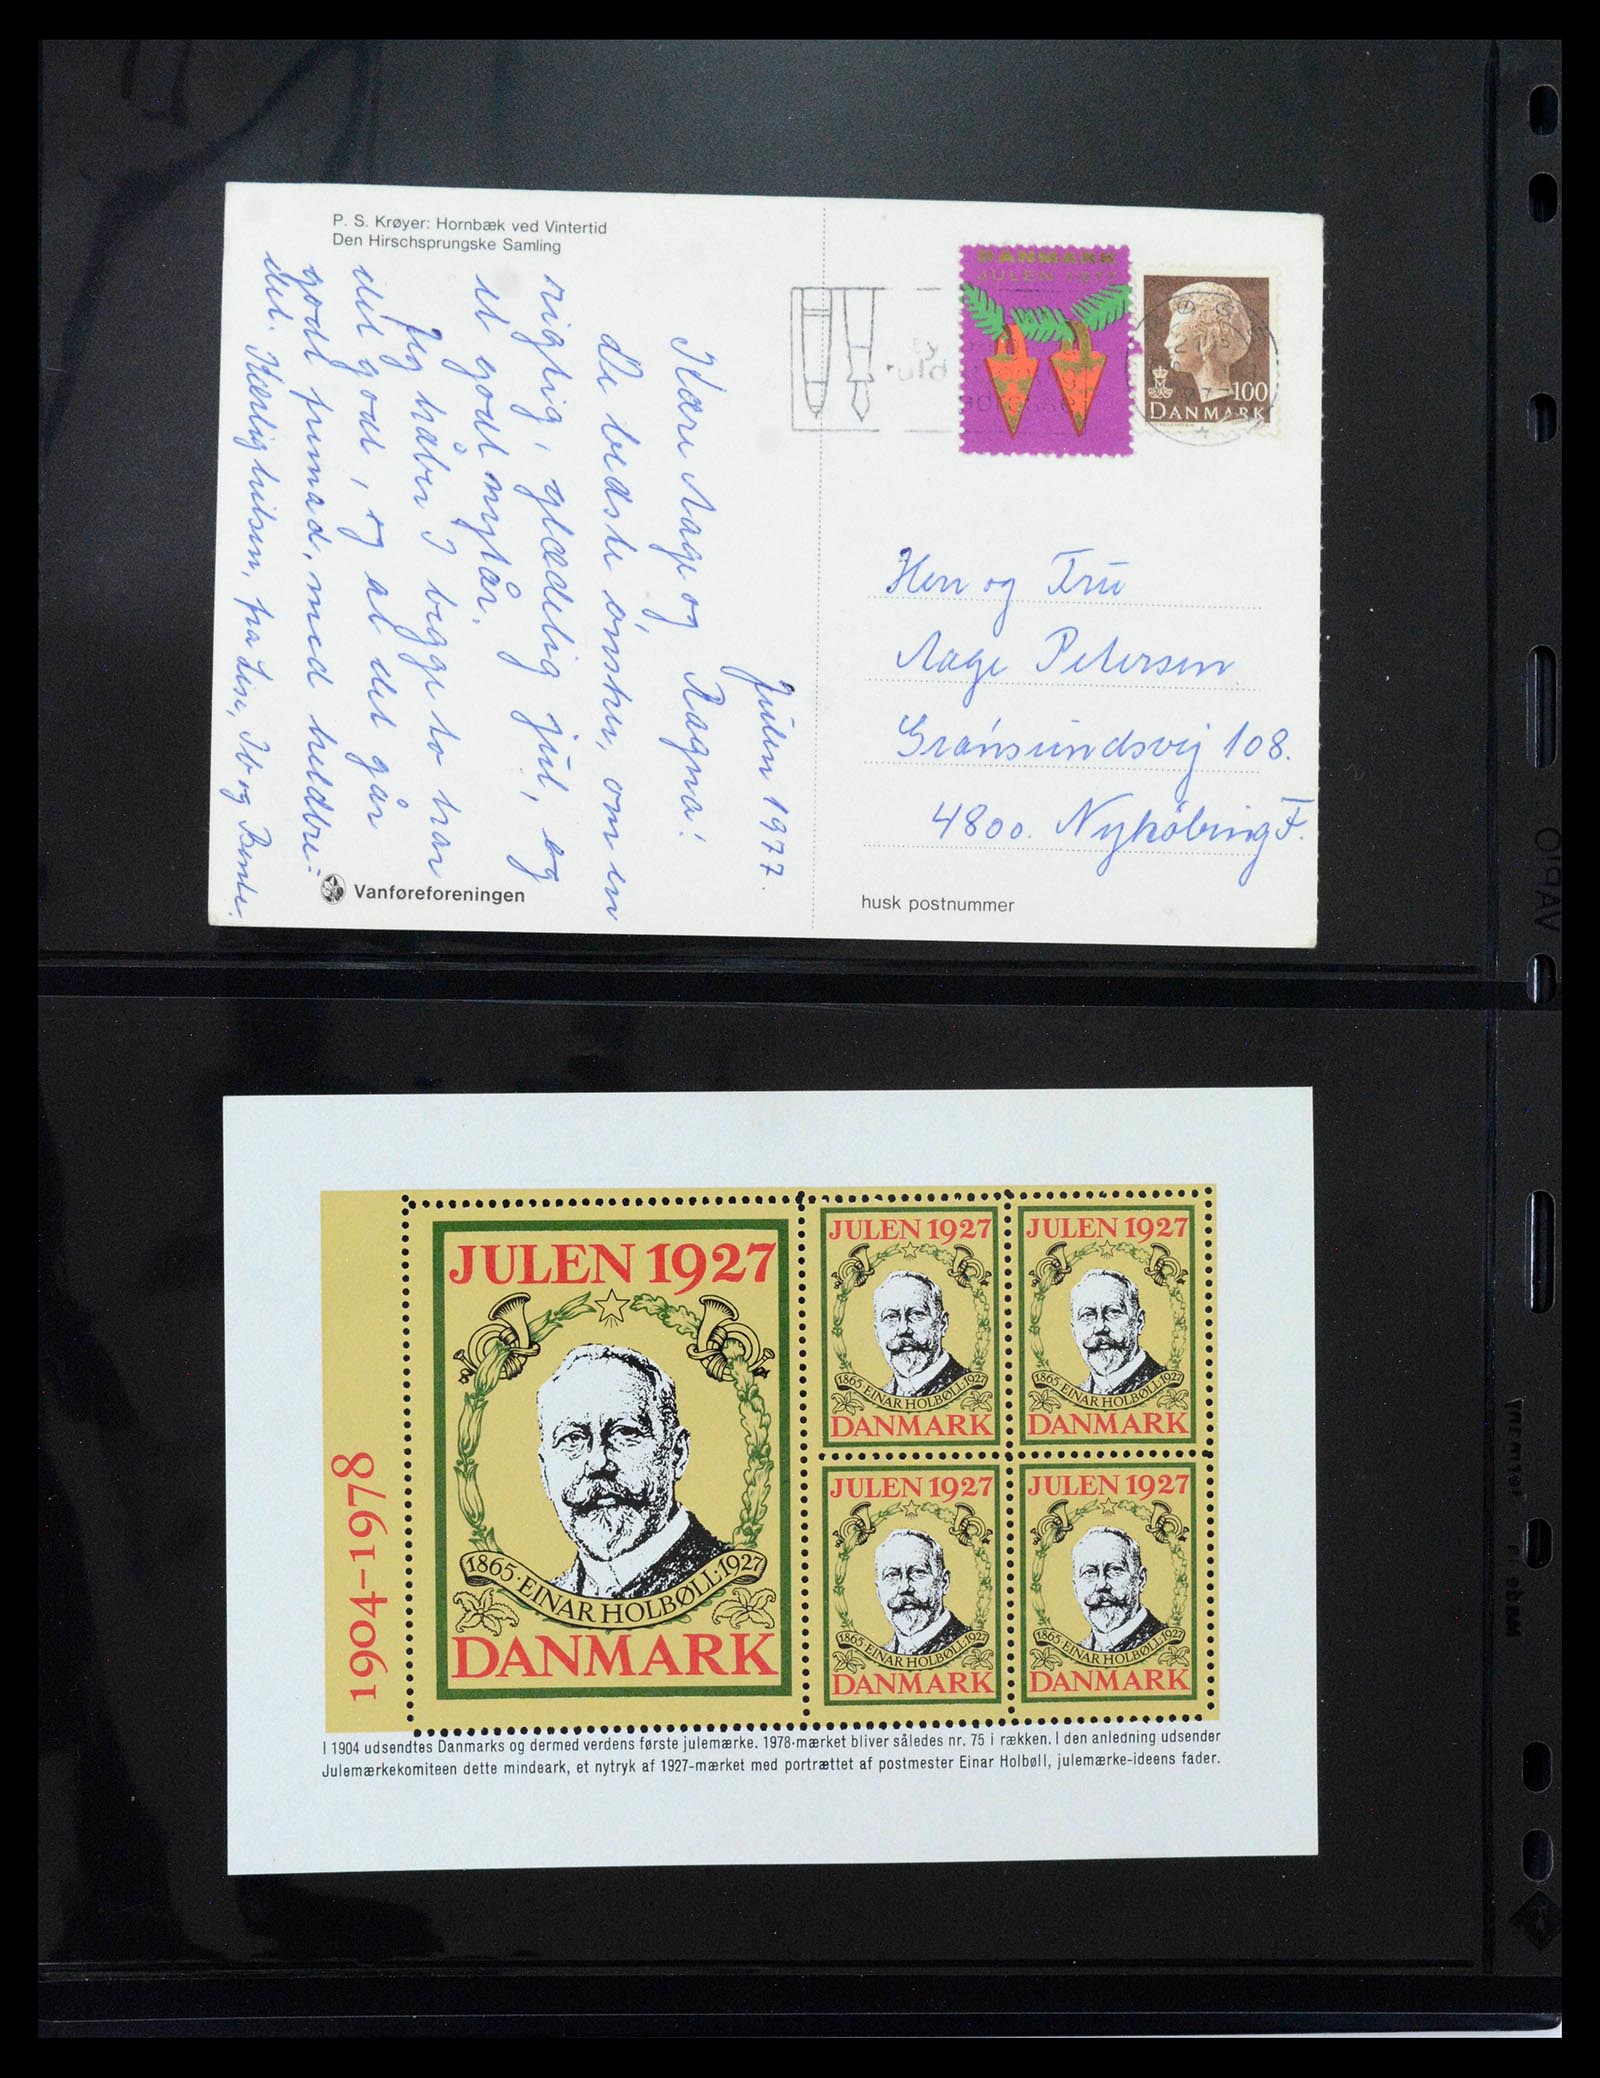 P. S. Krøyer: Hornbæk ved Vintertid
Den Hirschsprungske Samling
Julen 1977.
Kære Aage og Ragna!
De bedste ønsker, om en
rigtig, glædelig jul, og
et godt nytår.
Jeg håber I begge to har
det godt, og at det går
godt fremad, med helbre-
det. Kærlig hilsen, fra Lise, Ib og Bente.
Vanføreforeningen
DANMARK
JULEN 1977
100
DANMARK
adresse
Herr og Fru
Aage Petersen
Grønsundsvej 108.
4800. Nykøbing F.
husk postnummer
VAPIO
1904-1978
JULEN 1927
1865·EINAR HOLBØLL·1927
DANMARK
JULEN 1927
1865·EINAR HOLBØLL·1927
DANMARK
JULEN 1927
1865·EINAR HOLBØLL·1927
DANMARK
JULEN 1927
1865·EINAR HOLBØLL·1927
DANMARK
JULEN 1927
1865·EINAR HOLBØLL·1927
DANMARK
I 1904 udsendtes Danmarks og dermed verdens første julemærke. 1978-mærket bliver således nr. 75 i rækken. I den anledning udsender
Julemærkekomiteen dette mindeark, et nytryk af 1927-mærket med portrættet af postmester Einar Holbøll, julemærke-ideens fader.